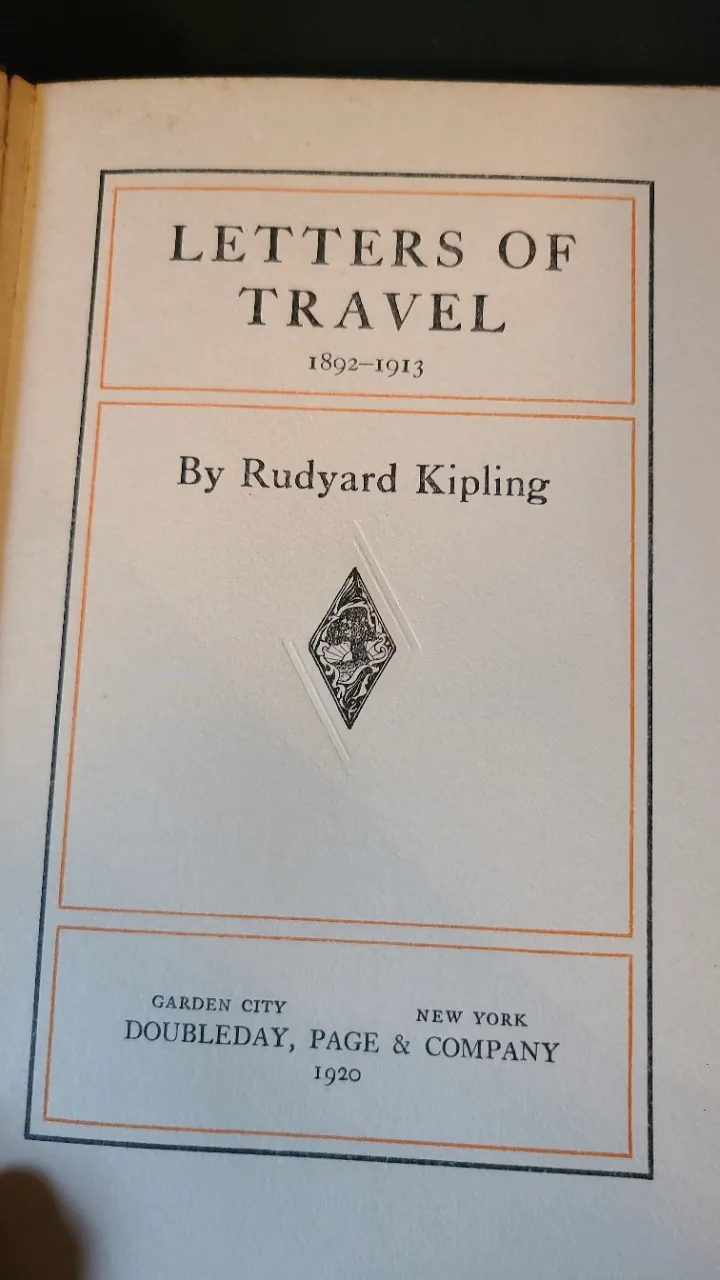 LETTERS OF
TRAVEL
1892–1913
By Rudyard Kipling
GARDEN CITY NEW YORK
DOUBLEDAY, PAGE & COMPANY
1920